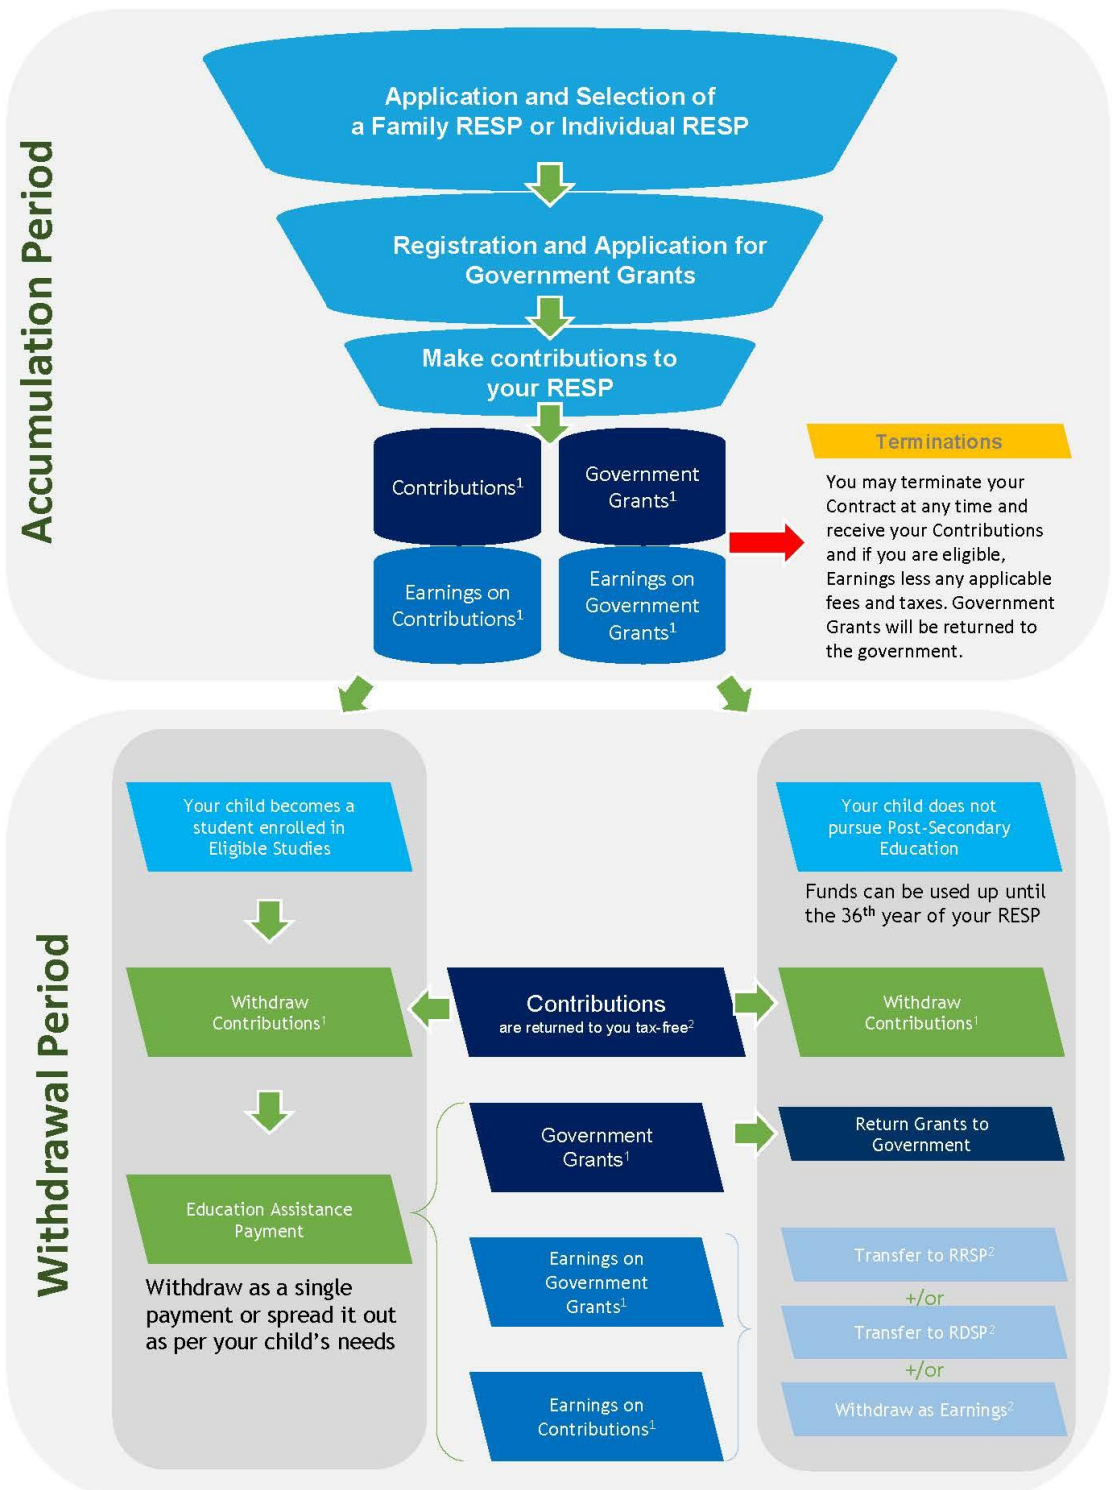 Accumulation Period
Application and Selection of
a Family RESP or Individual RESP
Registration and Application for
Government Grants
Make contributions to
your RESP
Contributions¹
Government
Grants¹
Earnings on
Contributions¹
Earnings on
Government
Grants¹
Terminations
You may terminate your
Contract at any time and
receive your Contributions
and if you are eligible,
Earnings less any applicable
fees and taxes. Government
Grants will be returned to
the government.
Withdrawal Period
Your child becomes a
student enrolled in
Eligible Studies
Withdraw
Contributions¹
Education Assistance
Payment
Withdraw as a single
payment or spread it out
as per your child's needs
Contributions
are returned to you tax-free²
Government
Grants¹
Earnings on
Government
Grants¹
Earnings on
Contributions¹
Your child does not
pursue Post-Secondary
Education
Funds can be used up until
the 36th year of your RESP
Withdraw
Contributions¹
Return Grants to
Government
Transfer to RRSP²
+/or
Transfer to RDSP²
+/or
Withdraw as Earnings²